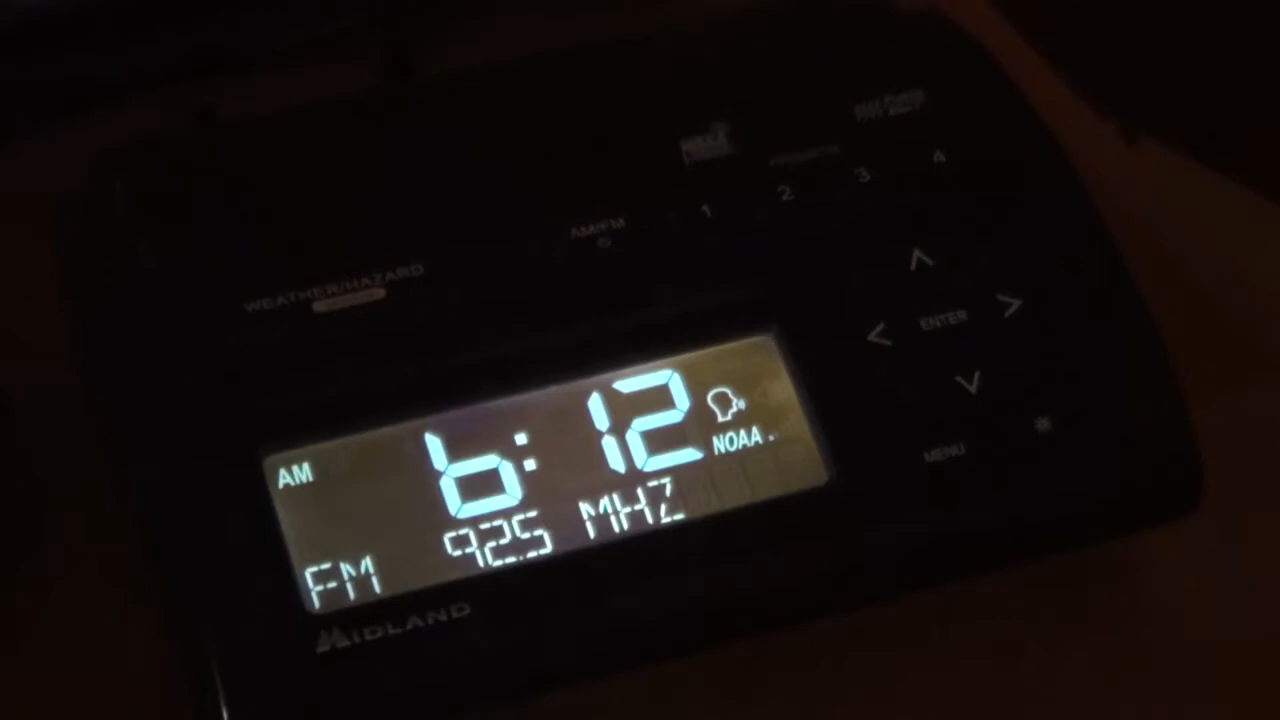 1 2 3 4
AM/FM
WEATHER/HAZARD
ENTER
MENU
AM 6:12
NOAA
FM 92.5 MHZ
MIDLAND